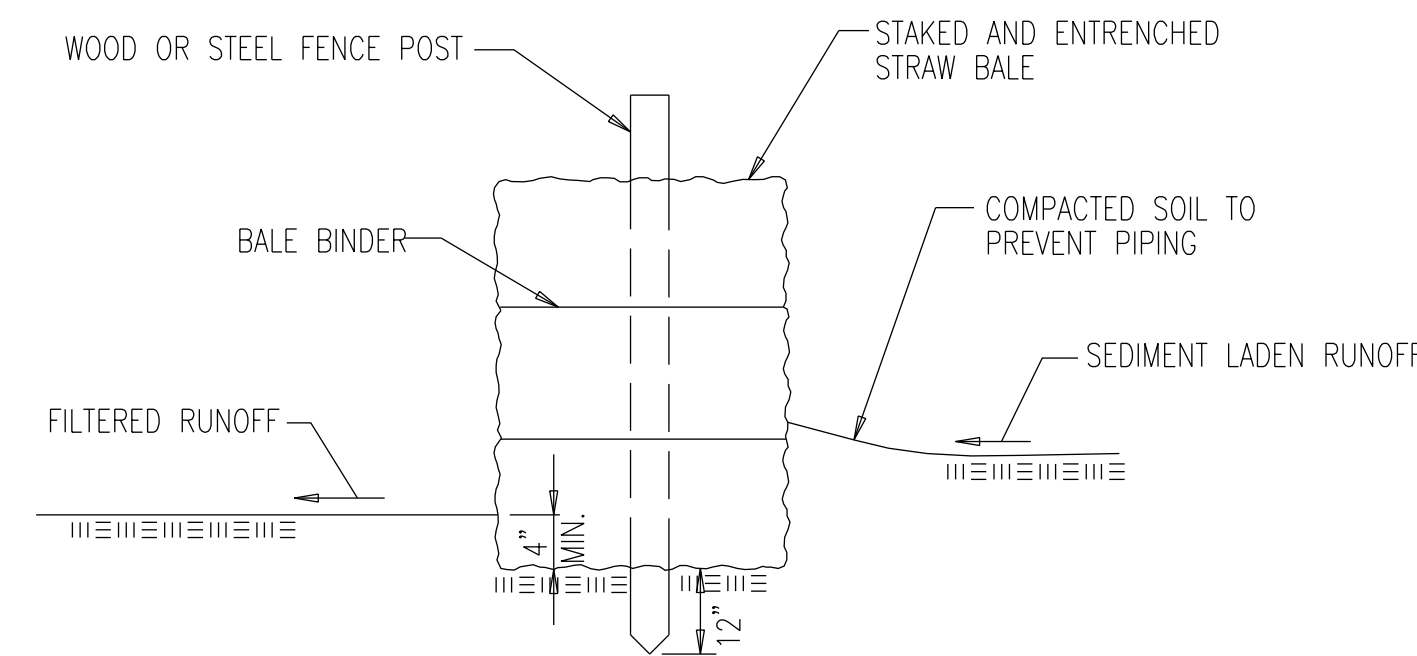 WOOD OR STEEL FENCE POST
STAKED AND ENTRENCHED
STRAW BALE
BALE BINDER
COMPACTED SOIL TO
PREVENT PIPING
SEDIMENT LADEN RUNOFF
FILTERED RUNOFF
4”
MIN.
12”